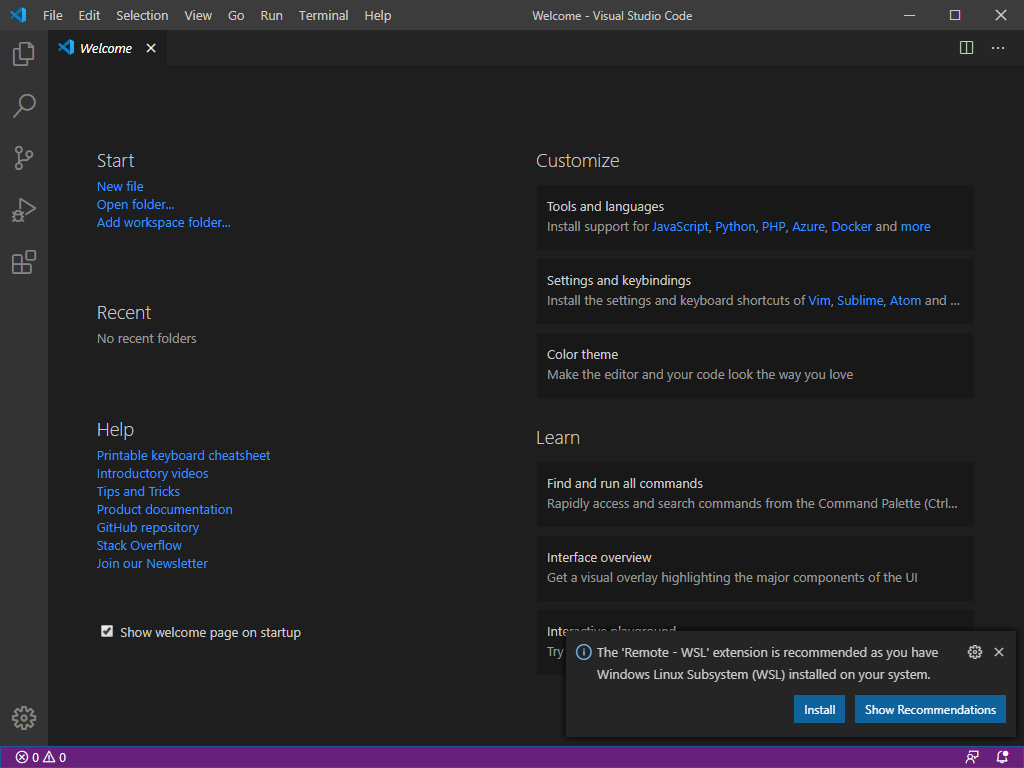 File Edit Selection View Go Run Terminal Help
Welcome - Visual Studio Code
Welcome
Start
New file
Open folder...
Add workspace folder...
Recent
No recent folders
Help
Printable keyboard cheatsheet
Introductory videos
Tips and Tricks
Product documentation
GitHub repository
Stack Overflow
Join our Newsletter
Show welcome page on startup
Customize
Tools and languages
Install support for JavaScript, Python, PHP, Azure, Docker and more
Settings and keybindings
Install the settings and keyboard shortcuts of Vim, Sublime, Atom and ...
Color theme
Make the editor and your code look the way you love
Learn
Find and run all commands
Rapidly access and search commands from the Command Palette (Ctrl...
Interface overview
Get a visual overlay highlighting the major components of the UI
Interactive playground
Try
The 'Remote - WSL' extension is recommended as you have
Windows Linux Subsystem (WSL) installed on your system.
Install
Show Recommendations
0 0